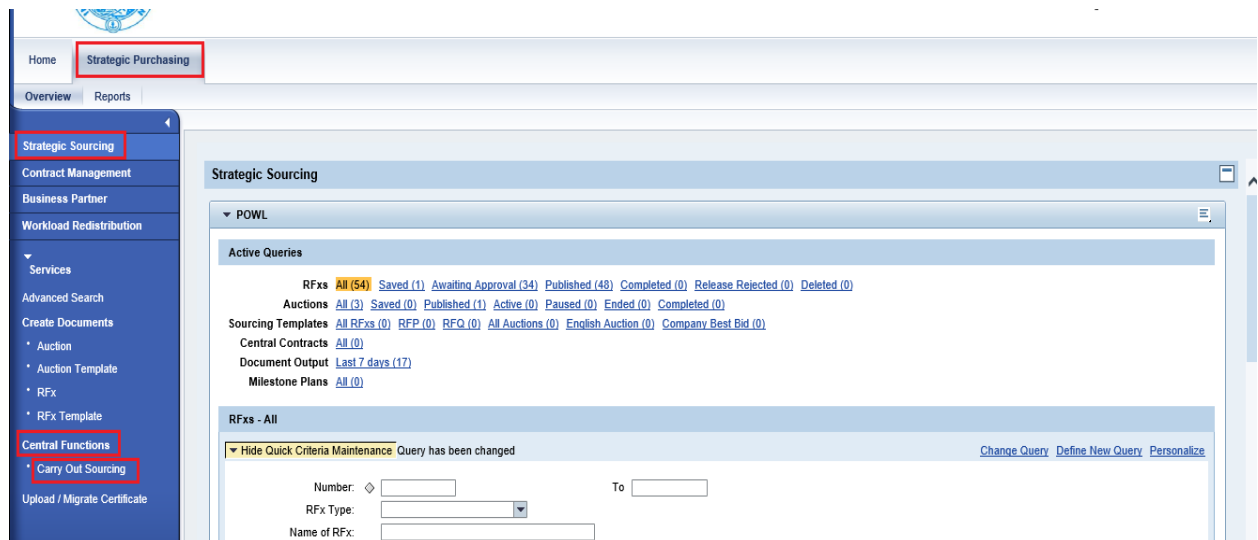 Home Strategic Purchasing
Overview Reports
Strategic Sourcing
Contract Management
Business Partner
Workload Redistribution
Services
Advanced Search
Create Documents
• Auction
• Auction Template
• RFx
• RFx Template
Central Functions
• Carry Out Sourcing
Upload / Migrate Certificate
Strategic Sourcing
POWL
Active Queries
RFxs All (54) Saved (1) Awaiting Approval (34) Published (48) Completed (0) Release Rejected (0) Deleted (0)
Auctions All (3) Saved (0) Published (1) Active (0) Paused (0) Ended (0) Completed (0)
Sourcing Templates All RFxs (0) RFP (0) RFQ (0) All Auctions (0) English Auction (0) Company Best Bid (0)
Central Contracts All (0)
Document Output Last 7 days (17)
Milestone Plans All (0)
RFxs - All
Hide Quick Criteria Maintenance Query has been changed Change Query Define New Query Personalize
Number: To
RFx Type:
Name of RFx: